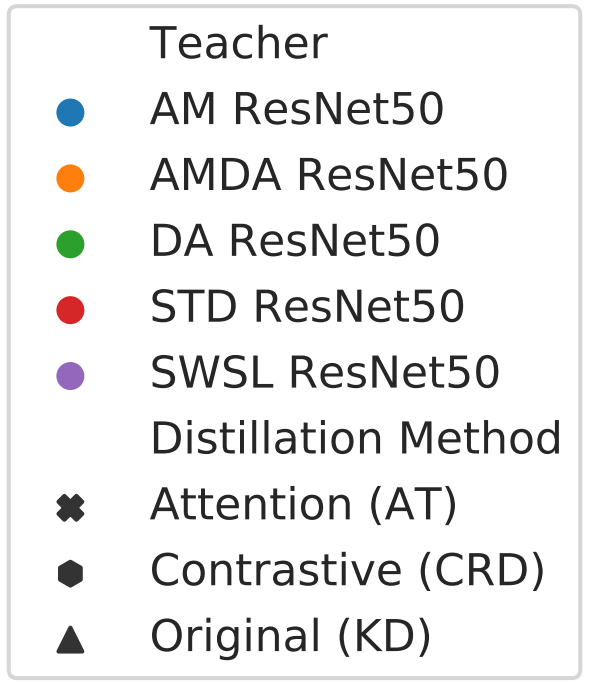 Teacher
AM ResNet50
AMDA ResNet50
DA ResNet50
STD ResNet50
SWSL ResNet50
Distillation Method
Attention (AT)
Contrastive (CRD)
Original (KD)